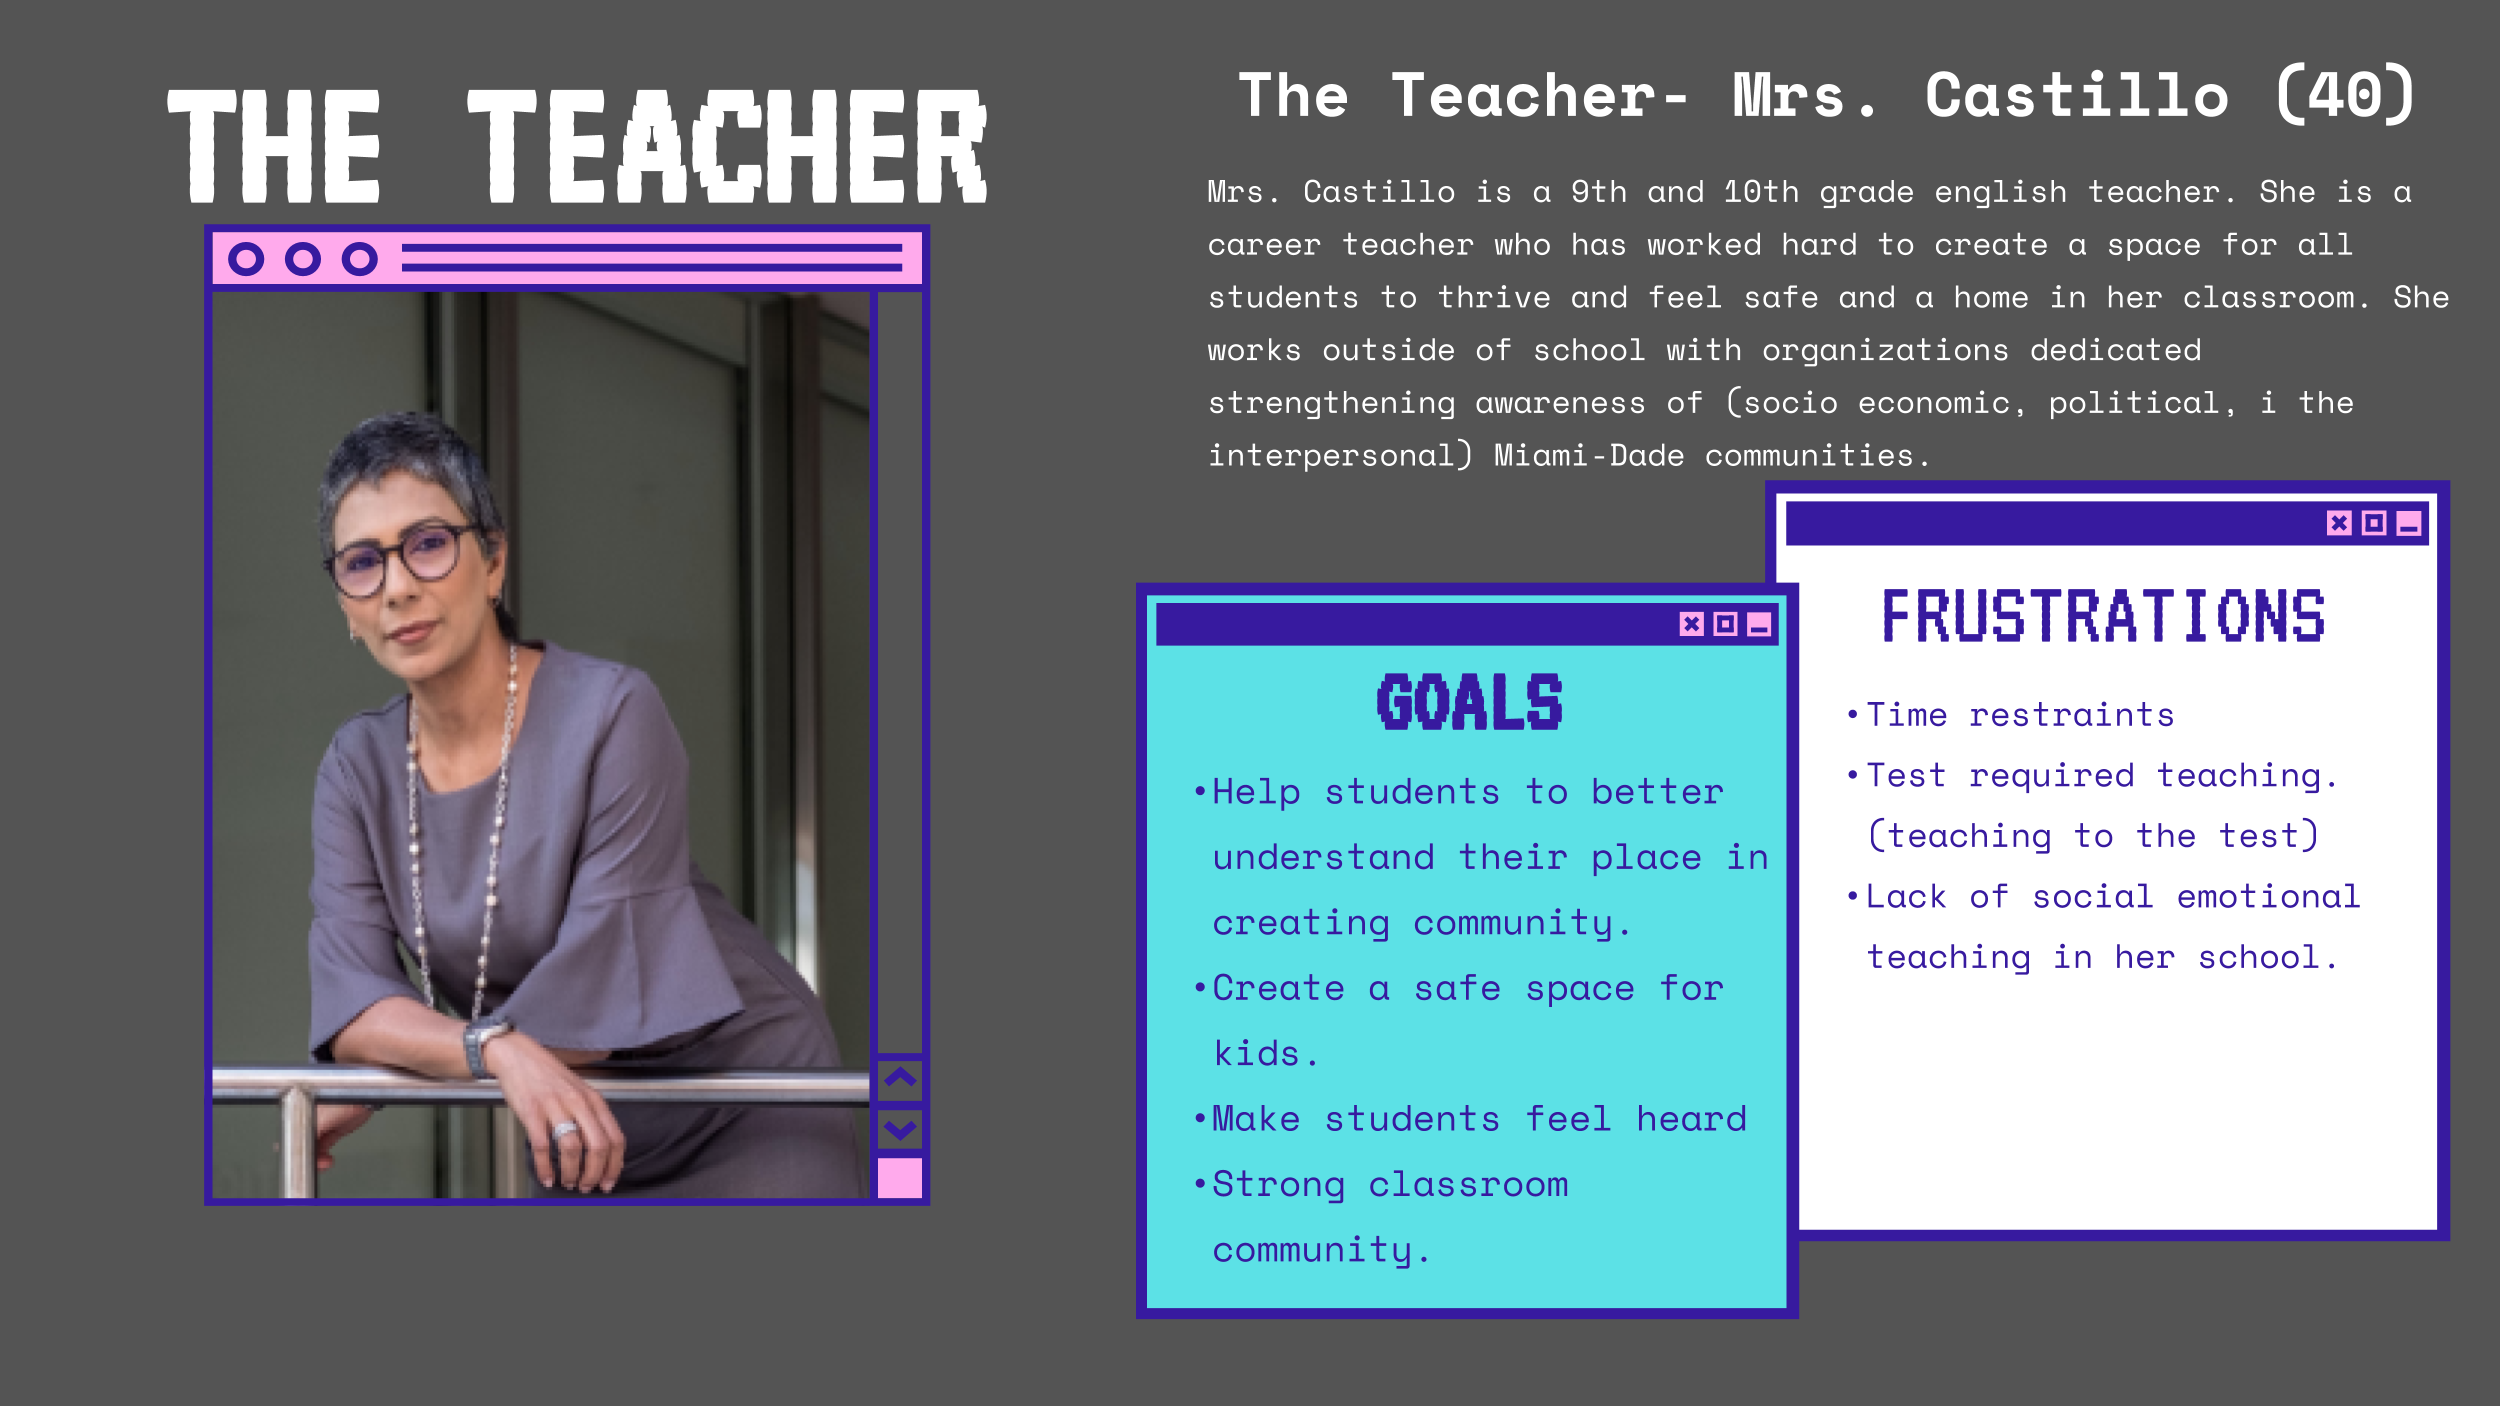 THE TEACHER
The Teacher- Mrs. Castillo (40)
Mrs. Castillo is a 9th and 10th grade english teacher. She is a
career teacher who has worked hard to create a space for all
students to thrive and feel safe and a home in her classroom. She
works outside of school with organizations dedicated
strengthening awareness of (socio economic, political, i the
interpersonal) Miami-Dade communities.
GOALS
•Help students to better
understand their place in
creating community.
•Create a safe space for
kids.
•Make students feel heard
•Strong classroom
community.
FRUSTRATIONS
•Time restraints
•Test required teaching.
(teaching to the test)
•Lack of social emotional
teaching in her school.